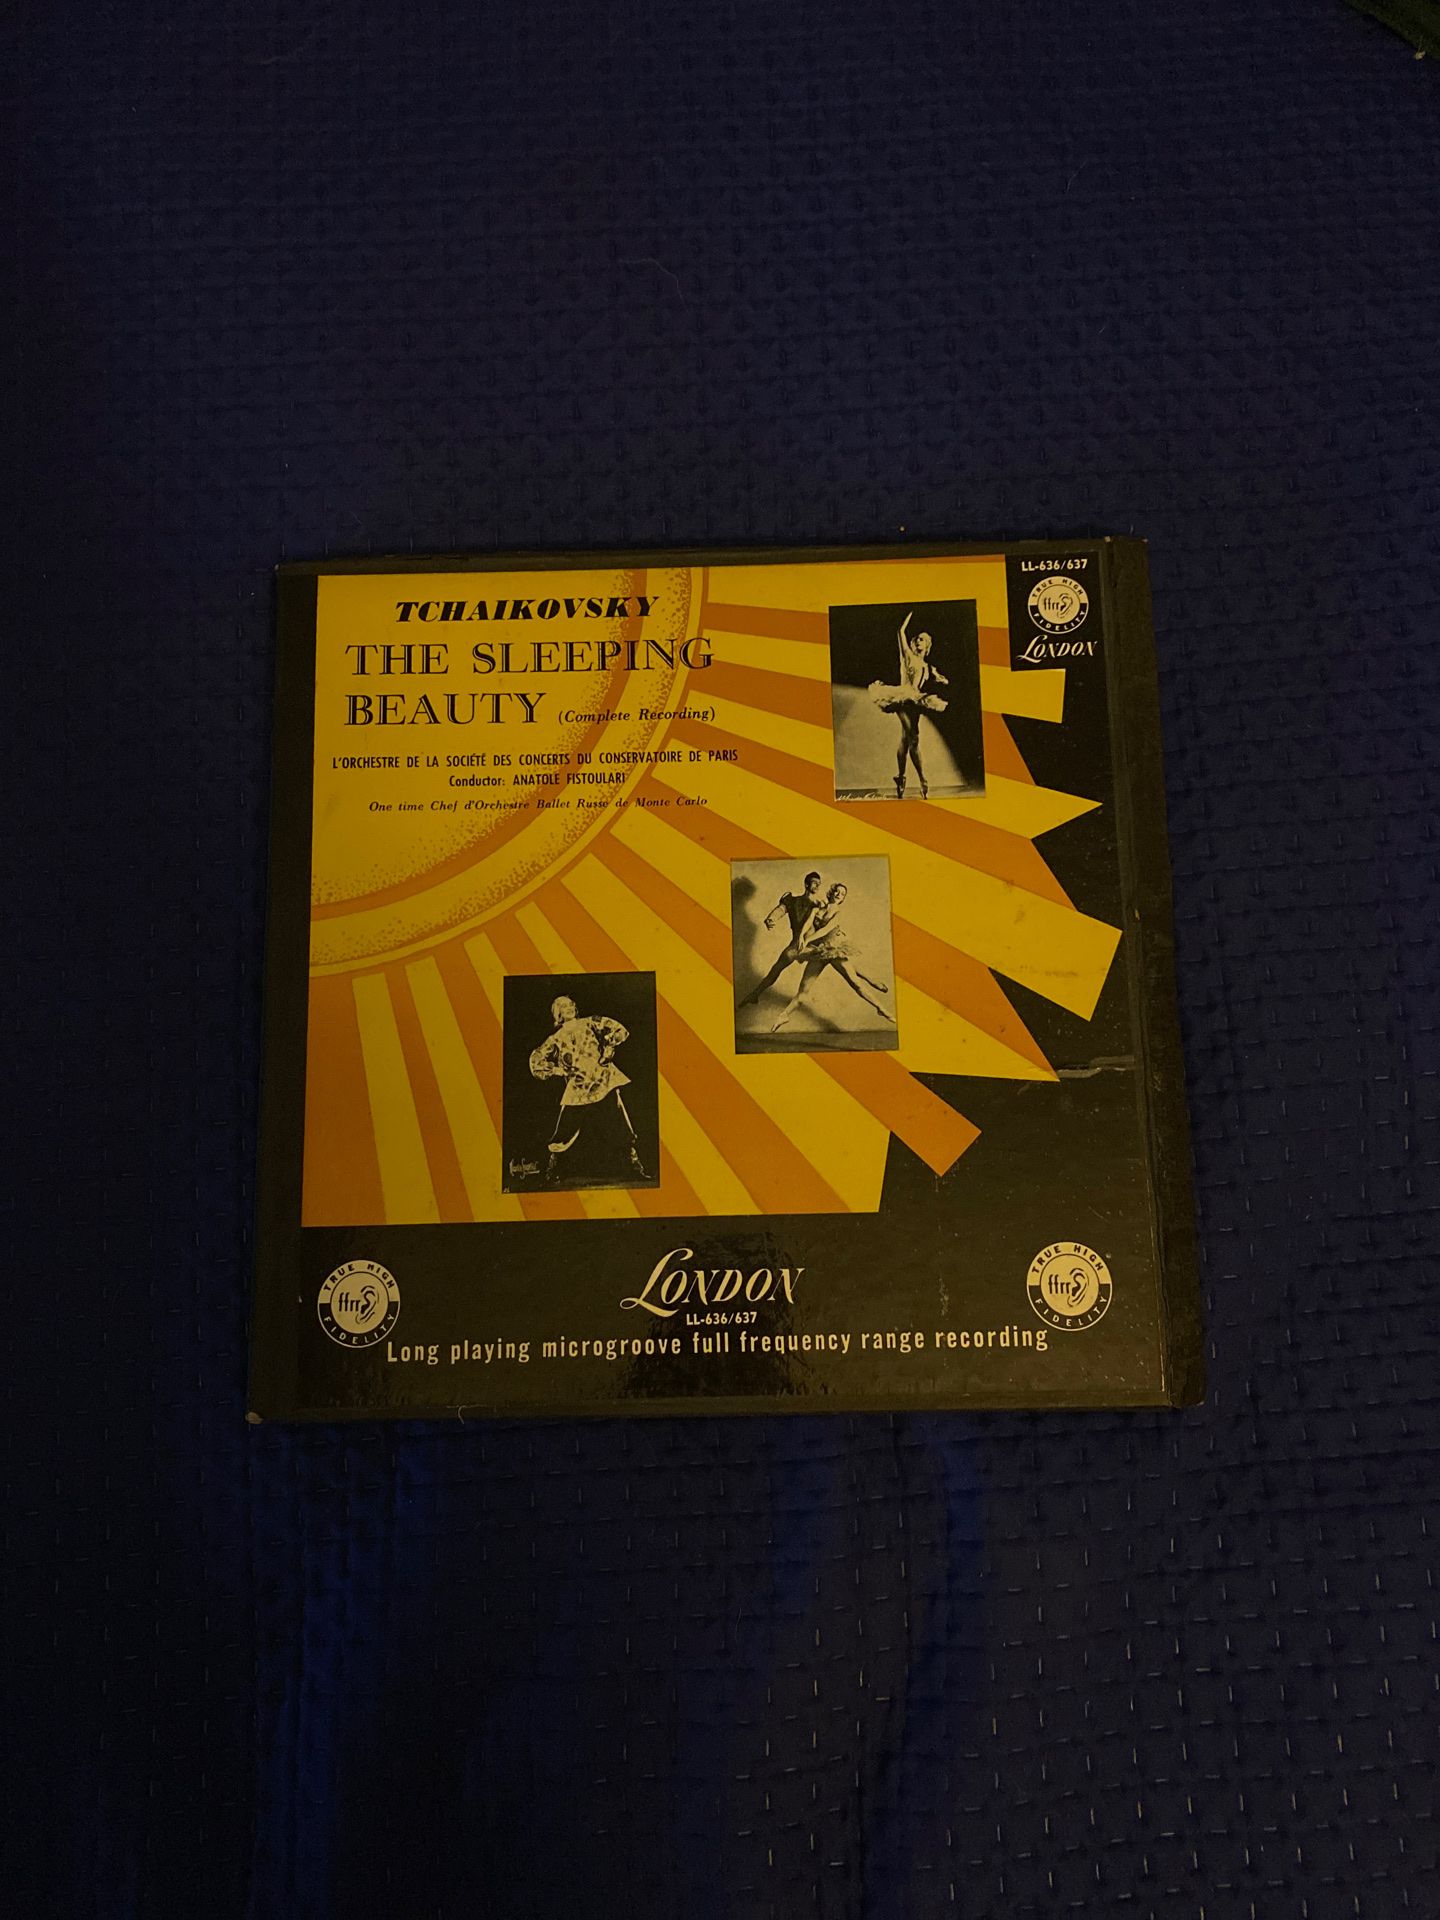 LL-636/637
TRUE HIGH
ffrr
FIDELITY
LONDON
TCHAIKOVSKY
THE SLEEPING
BEAUTY (Complete Recording)
L'ORCHESTRE DE LA SOCIÉTÉ DES CONCERTS DU CONSERVATOIRE DE PARIS
Conductor: ANATOLE FISTOULARI
One time Chef d'Orchestre Ballet Russe de Monte Carlo
TRUE HIGH
ffrr
FIDELITY
LONDON
LL-636/637
TRUE HIGH
ffrr
FIDELITY
Long playing microgroove full frequency range recording